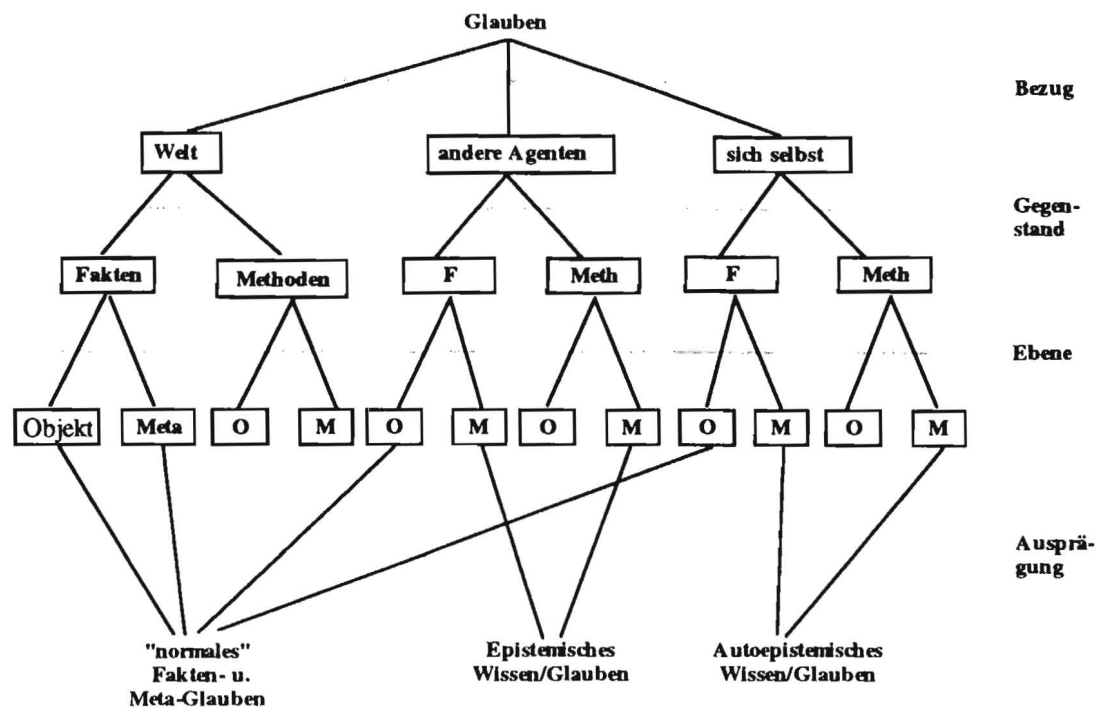 Glauben
Bezug
Welt andere Agenten sich selbst
Gegen-
stand
Fakten Methoden F Meth F Meth
Ebene
Objekt Meta O M O M O M O M O M
Ausprä-
gung
"normales" Epistemisches Autoepistemisches
Fakten- u. Wissen/Glauben Wissen/Glauben
Meta-Glauben